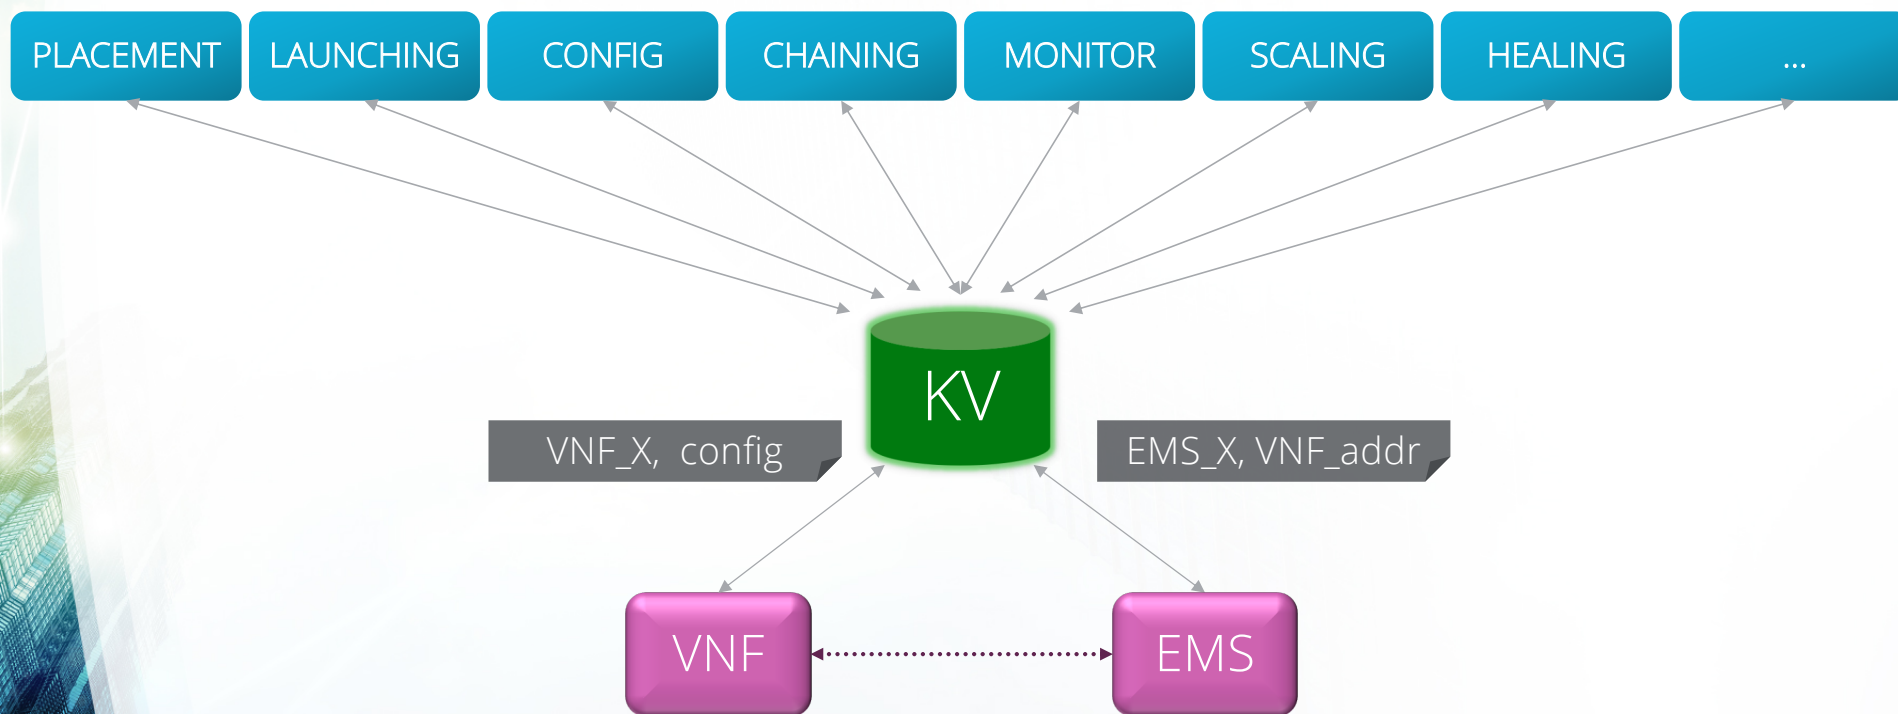 PLACEMENT
LAUNCHING
CONFIG
CHAINING
MONITOR
SCALING
HEALING
...
KV
VNF_X, config
EMS_X, VNF_addr
VNF
EMS